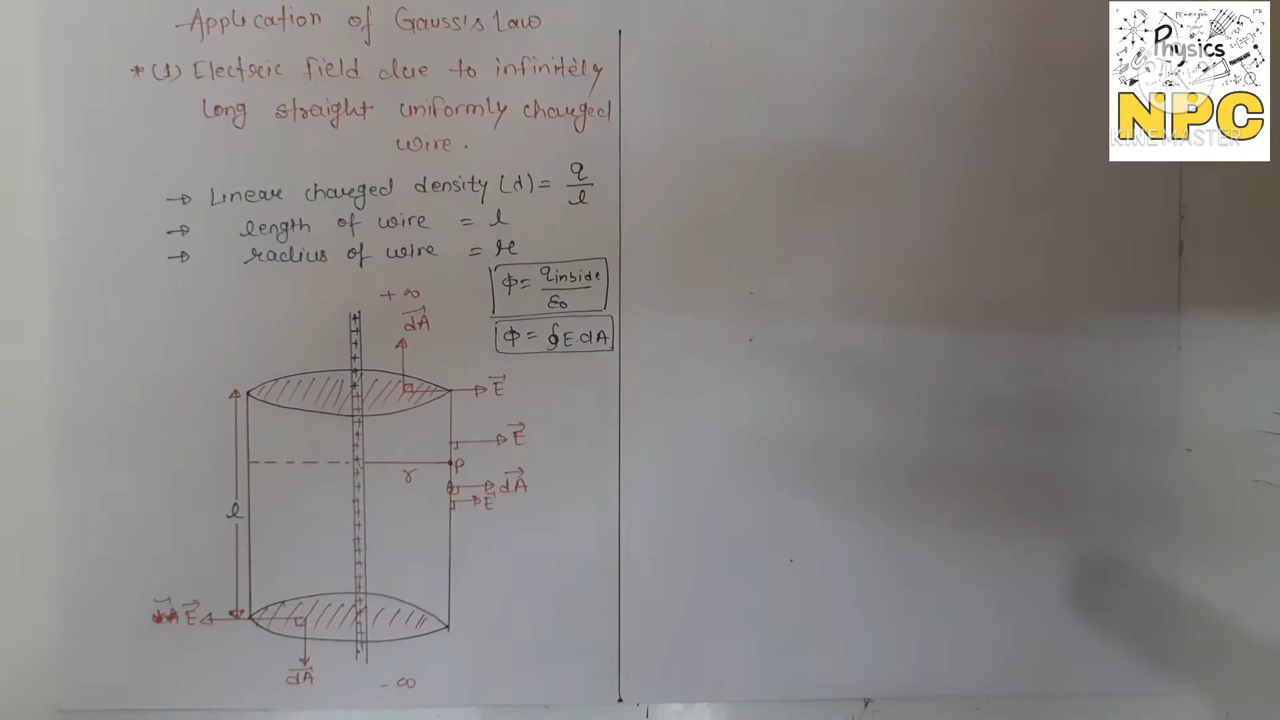 Application of Gauss's Law
* (1) Electric field due to infinitely
long straight uniformly charged
wire.
→ Linear charged density (d) = q/l
→ length of wire = l
→ radius of wire = r
Φ = qinside/ε0
Φ = ∮E.dA
+ ∞
dA
E
E
P
r
dA
E
l
E
dA
- ∞
Physics
NPC
KINEMASTER